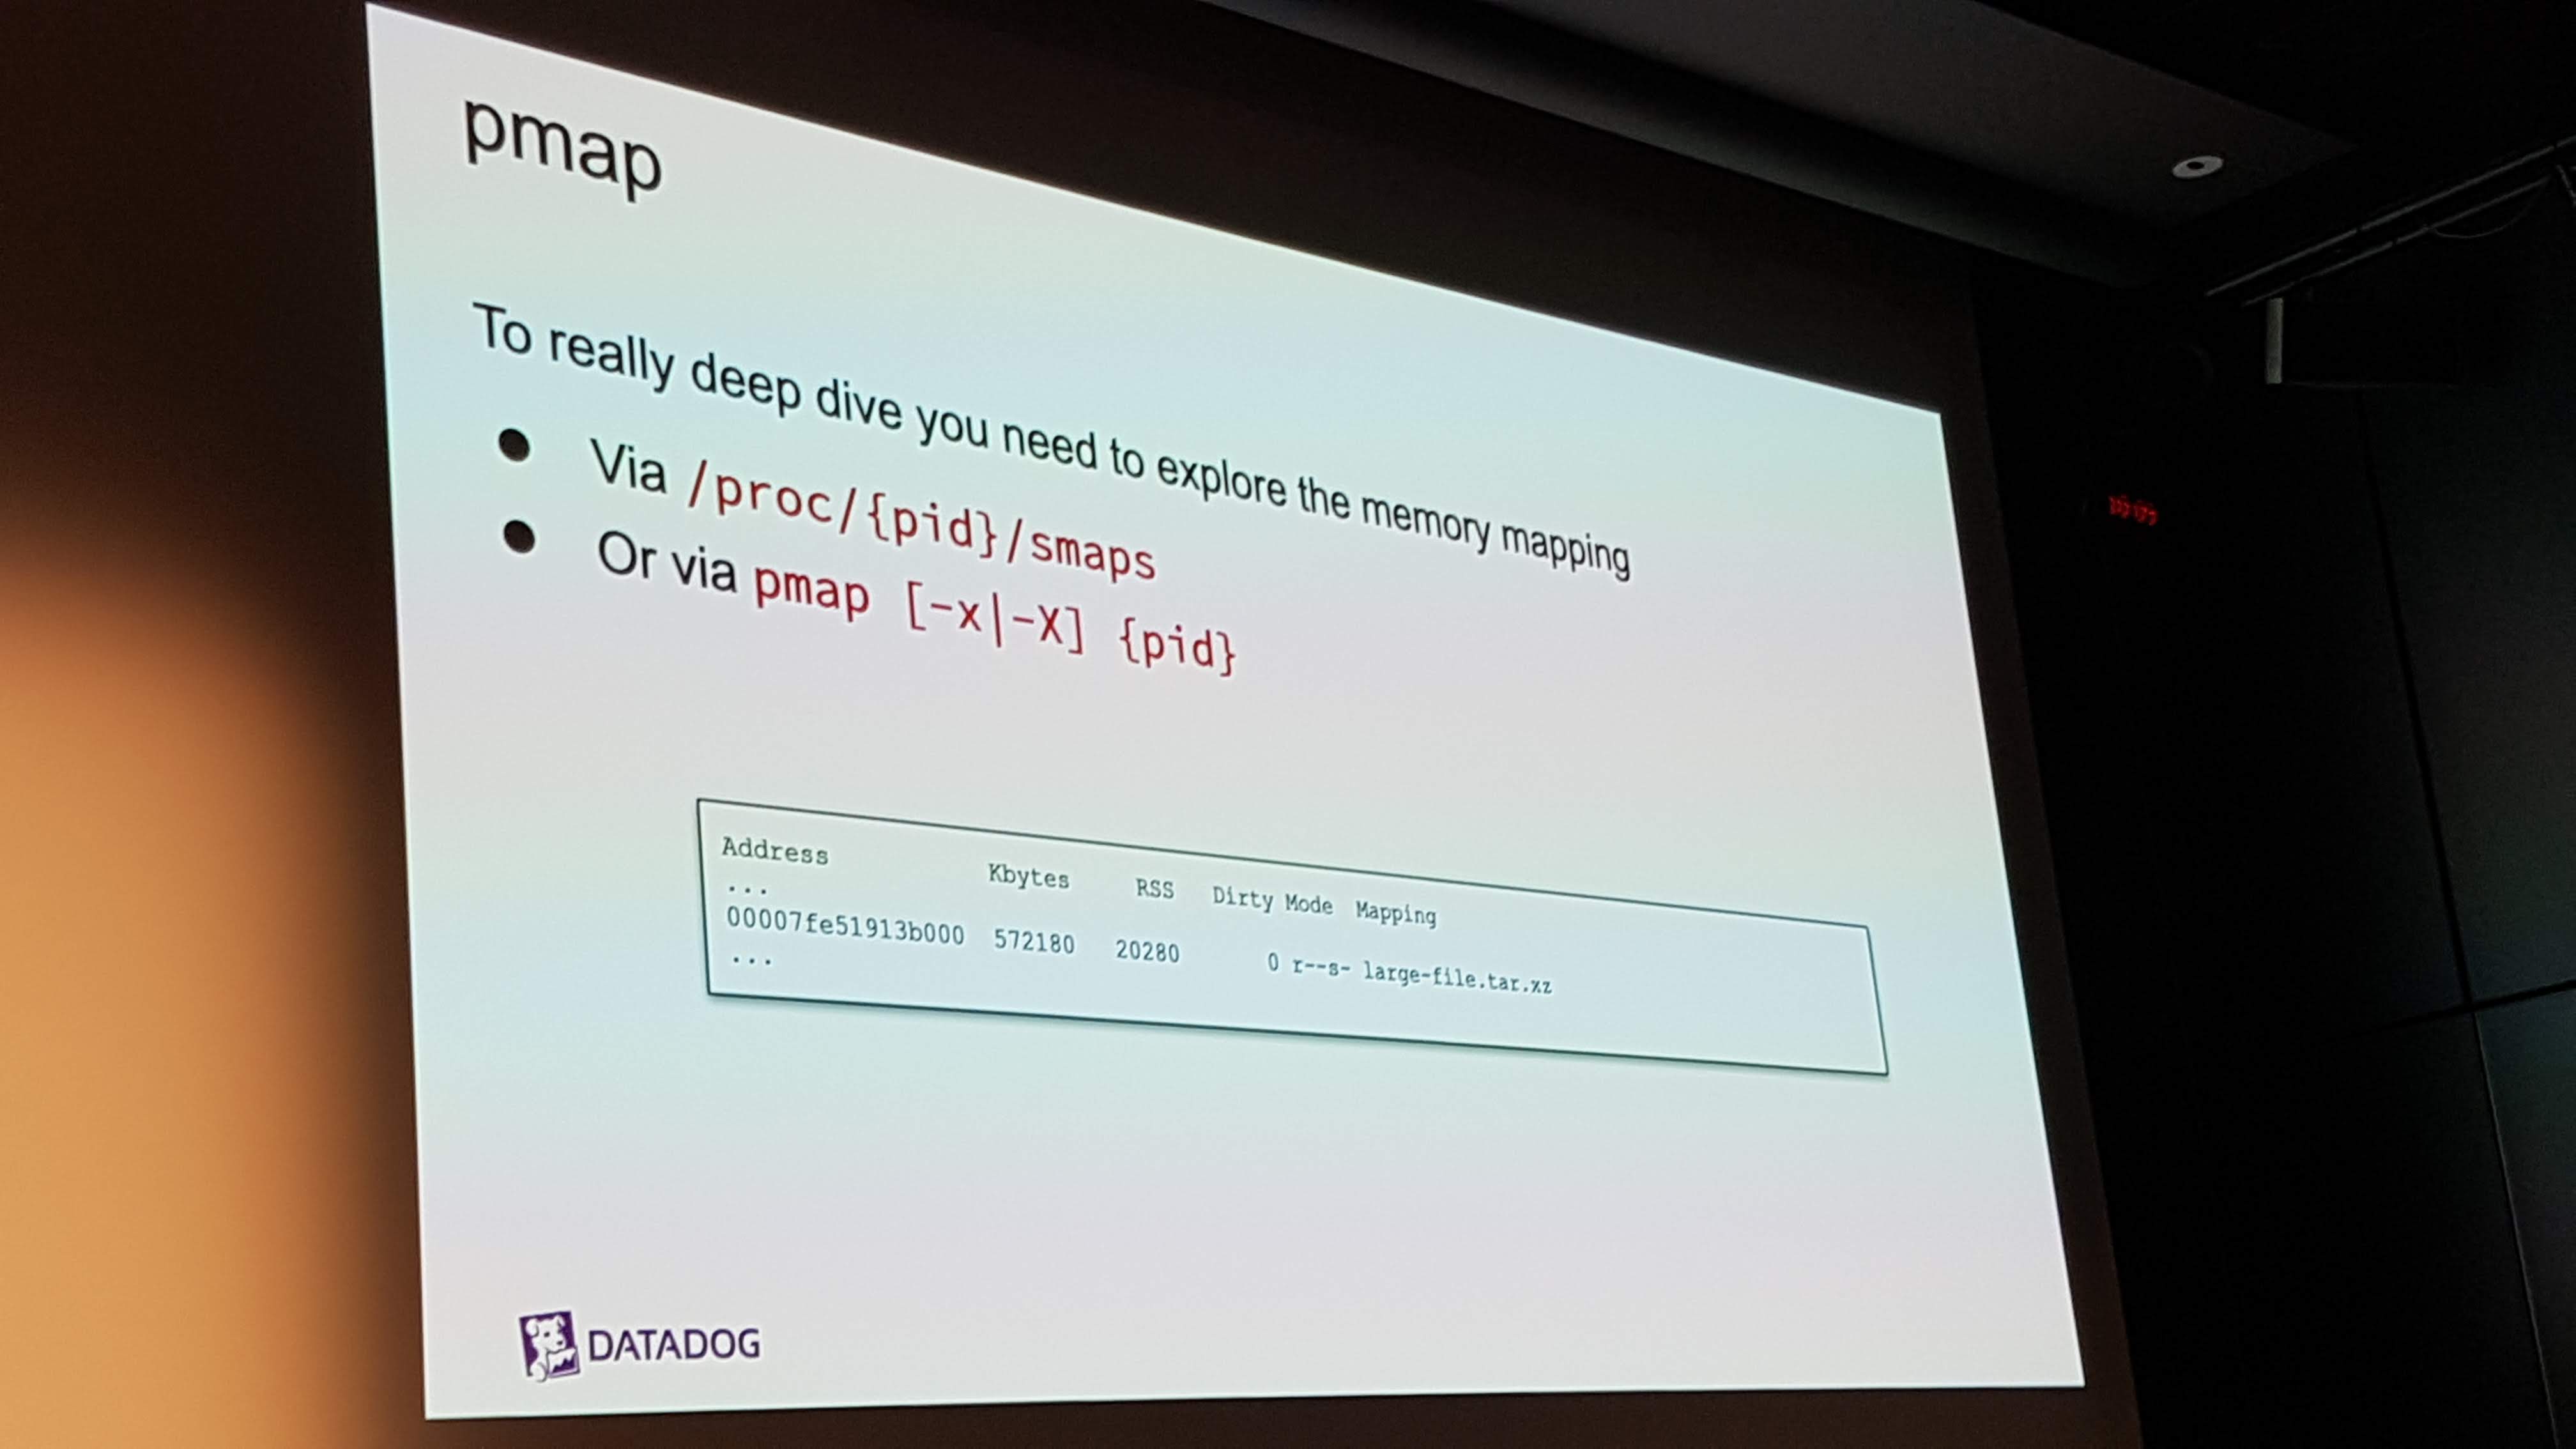 pmap
To really deep dive you need to explore the memory mapping
● Via /proc/{pid}/smaps
● Or via pmap [-x|-X] {pid}
Address Kbytes RSS Dirty Mode Mapping
...
00007fe51913b000 572180 20280 0 r--s- large-file.tar.xz
...
DATADOG